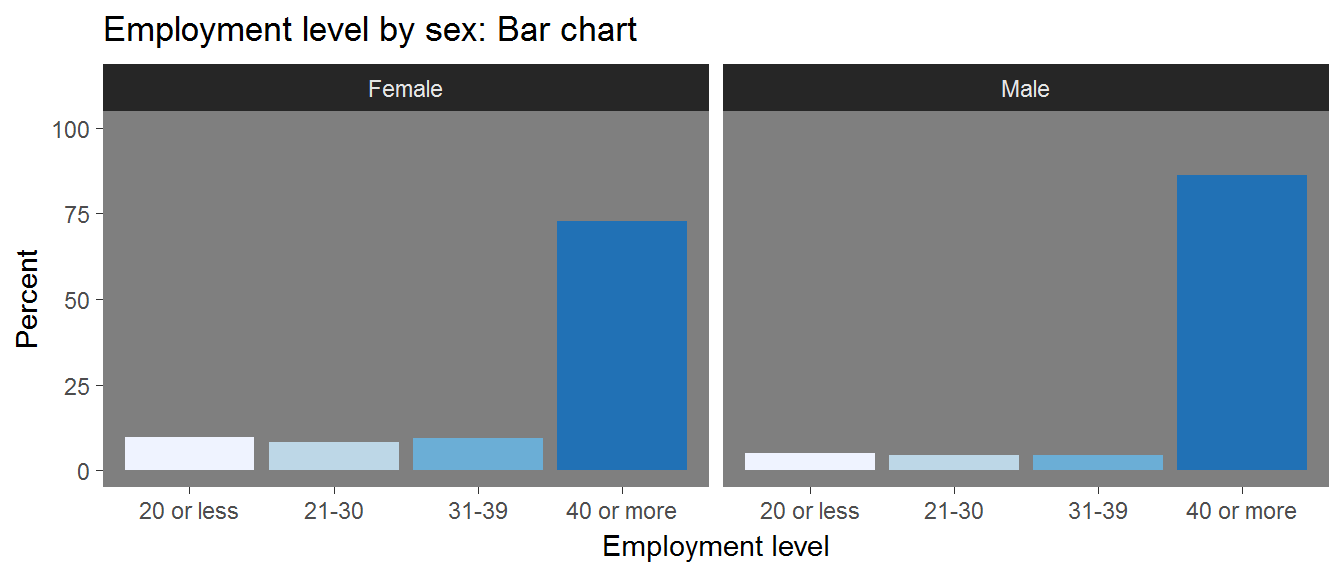 Employment level by sex: Bar chart
Female Male
100
75
50
25
0
Percent
20 or less 21-30 31-39 40 or more 20 or less 21-30 31-39 40 or more
Employment level